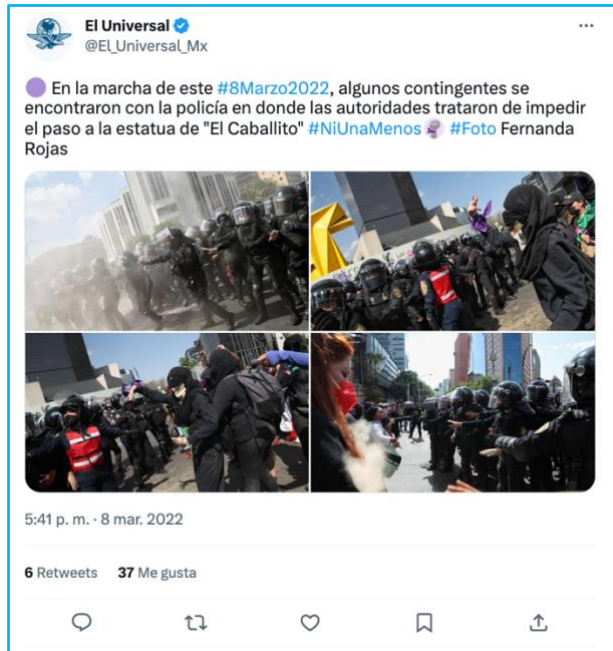 El Universal
@El_Universal_Mx
En la marcha de este #8Marzo2022, algunos contingentes se
encontraron con la policía en donde las autoridades trataron de impedir
el paso a la estatua de "El Caballito" #NiUnaMenos #Foto Fernanda
Rojas
5:41 p. m. · 8 mar. 2022
6 Retweets 37 Me gusta